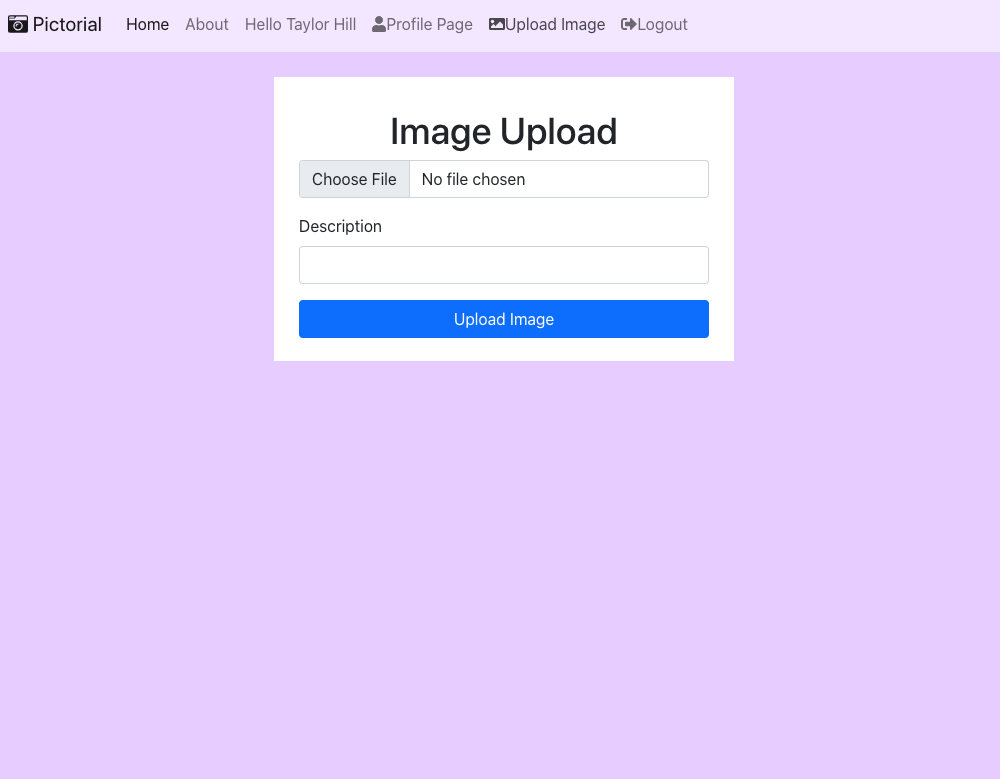 Pictorial Home About Hello Taylor Hill Profile Page Upload Image Logout
Image Upload
Choose File No file chosen
Description
Upload Image